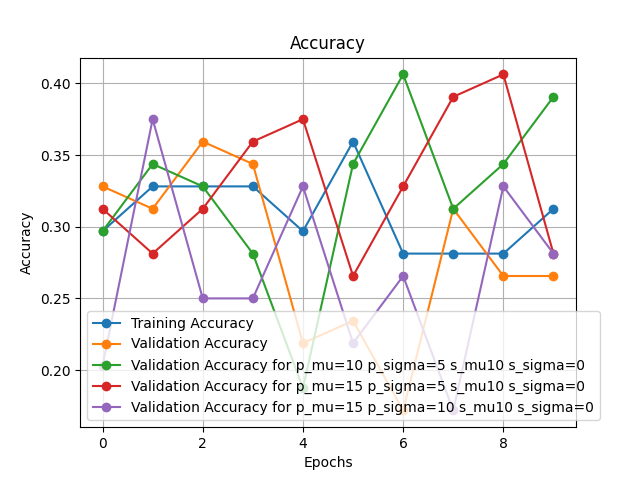 Accuracy
0.40
0.35
0.30
0.25
0.20
Accuracy
Training Accuracy
Validation Accuracy
Validation Accuracy for p_mu=10 p_sigma=5 s_mu10 s_sigma=0
Validation Accuracy for p_mu=15 p_sigma=5 s_mu10 s_sigma=0
Validation Accuracy for p_mu=15 p_sigma=10 s_mu10 s_sigma=0
0 2 4 6 8
Epochs